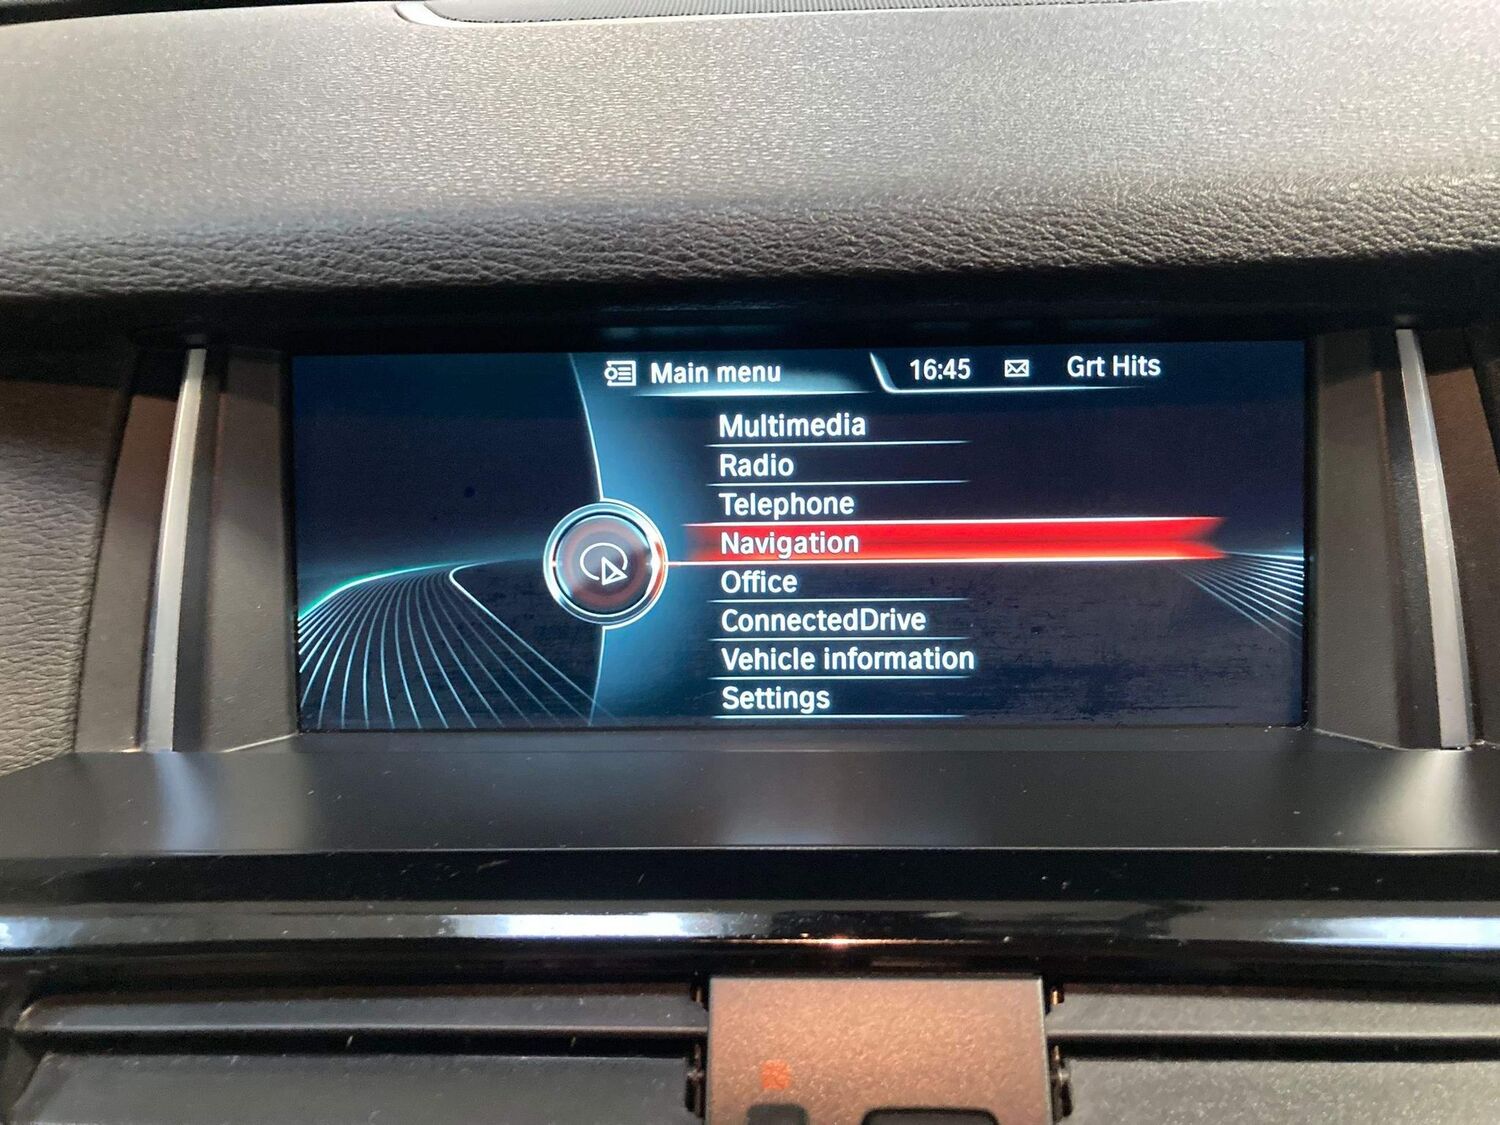 Main menu 16:45 Grt Hits
Multimedia
Radio
Telephone
Navigation
Office
ConnectedDrive
Vehicle information
Settings